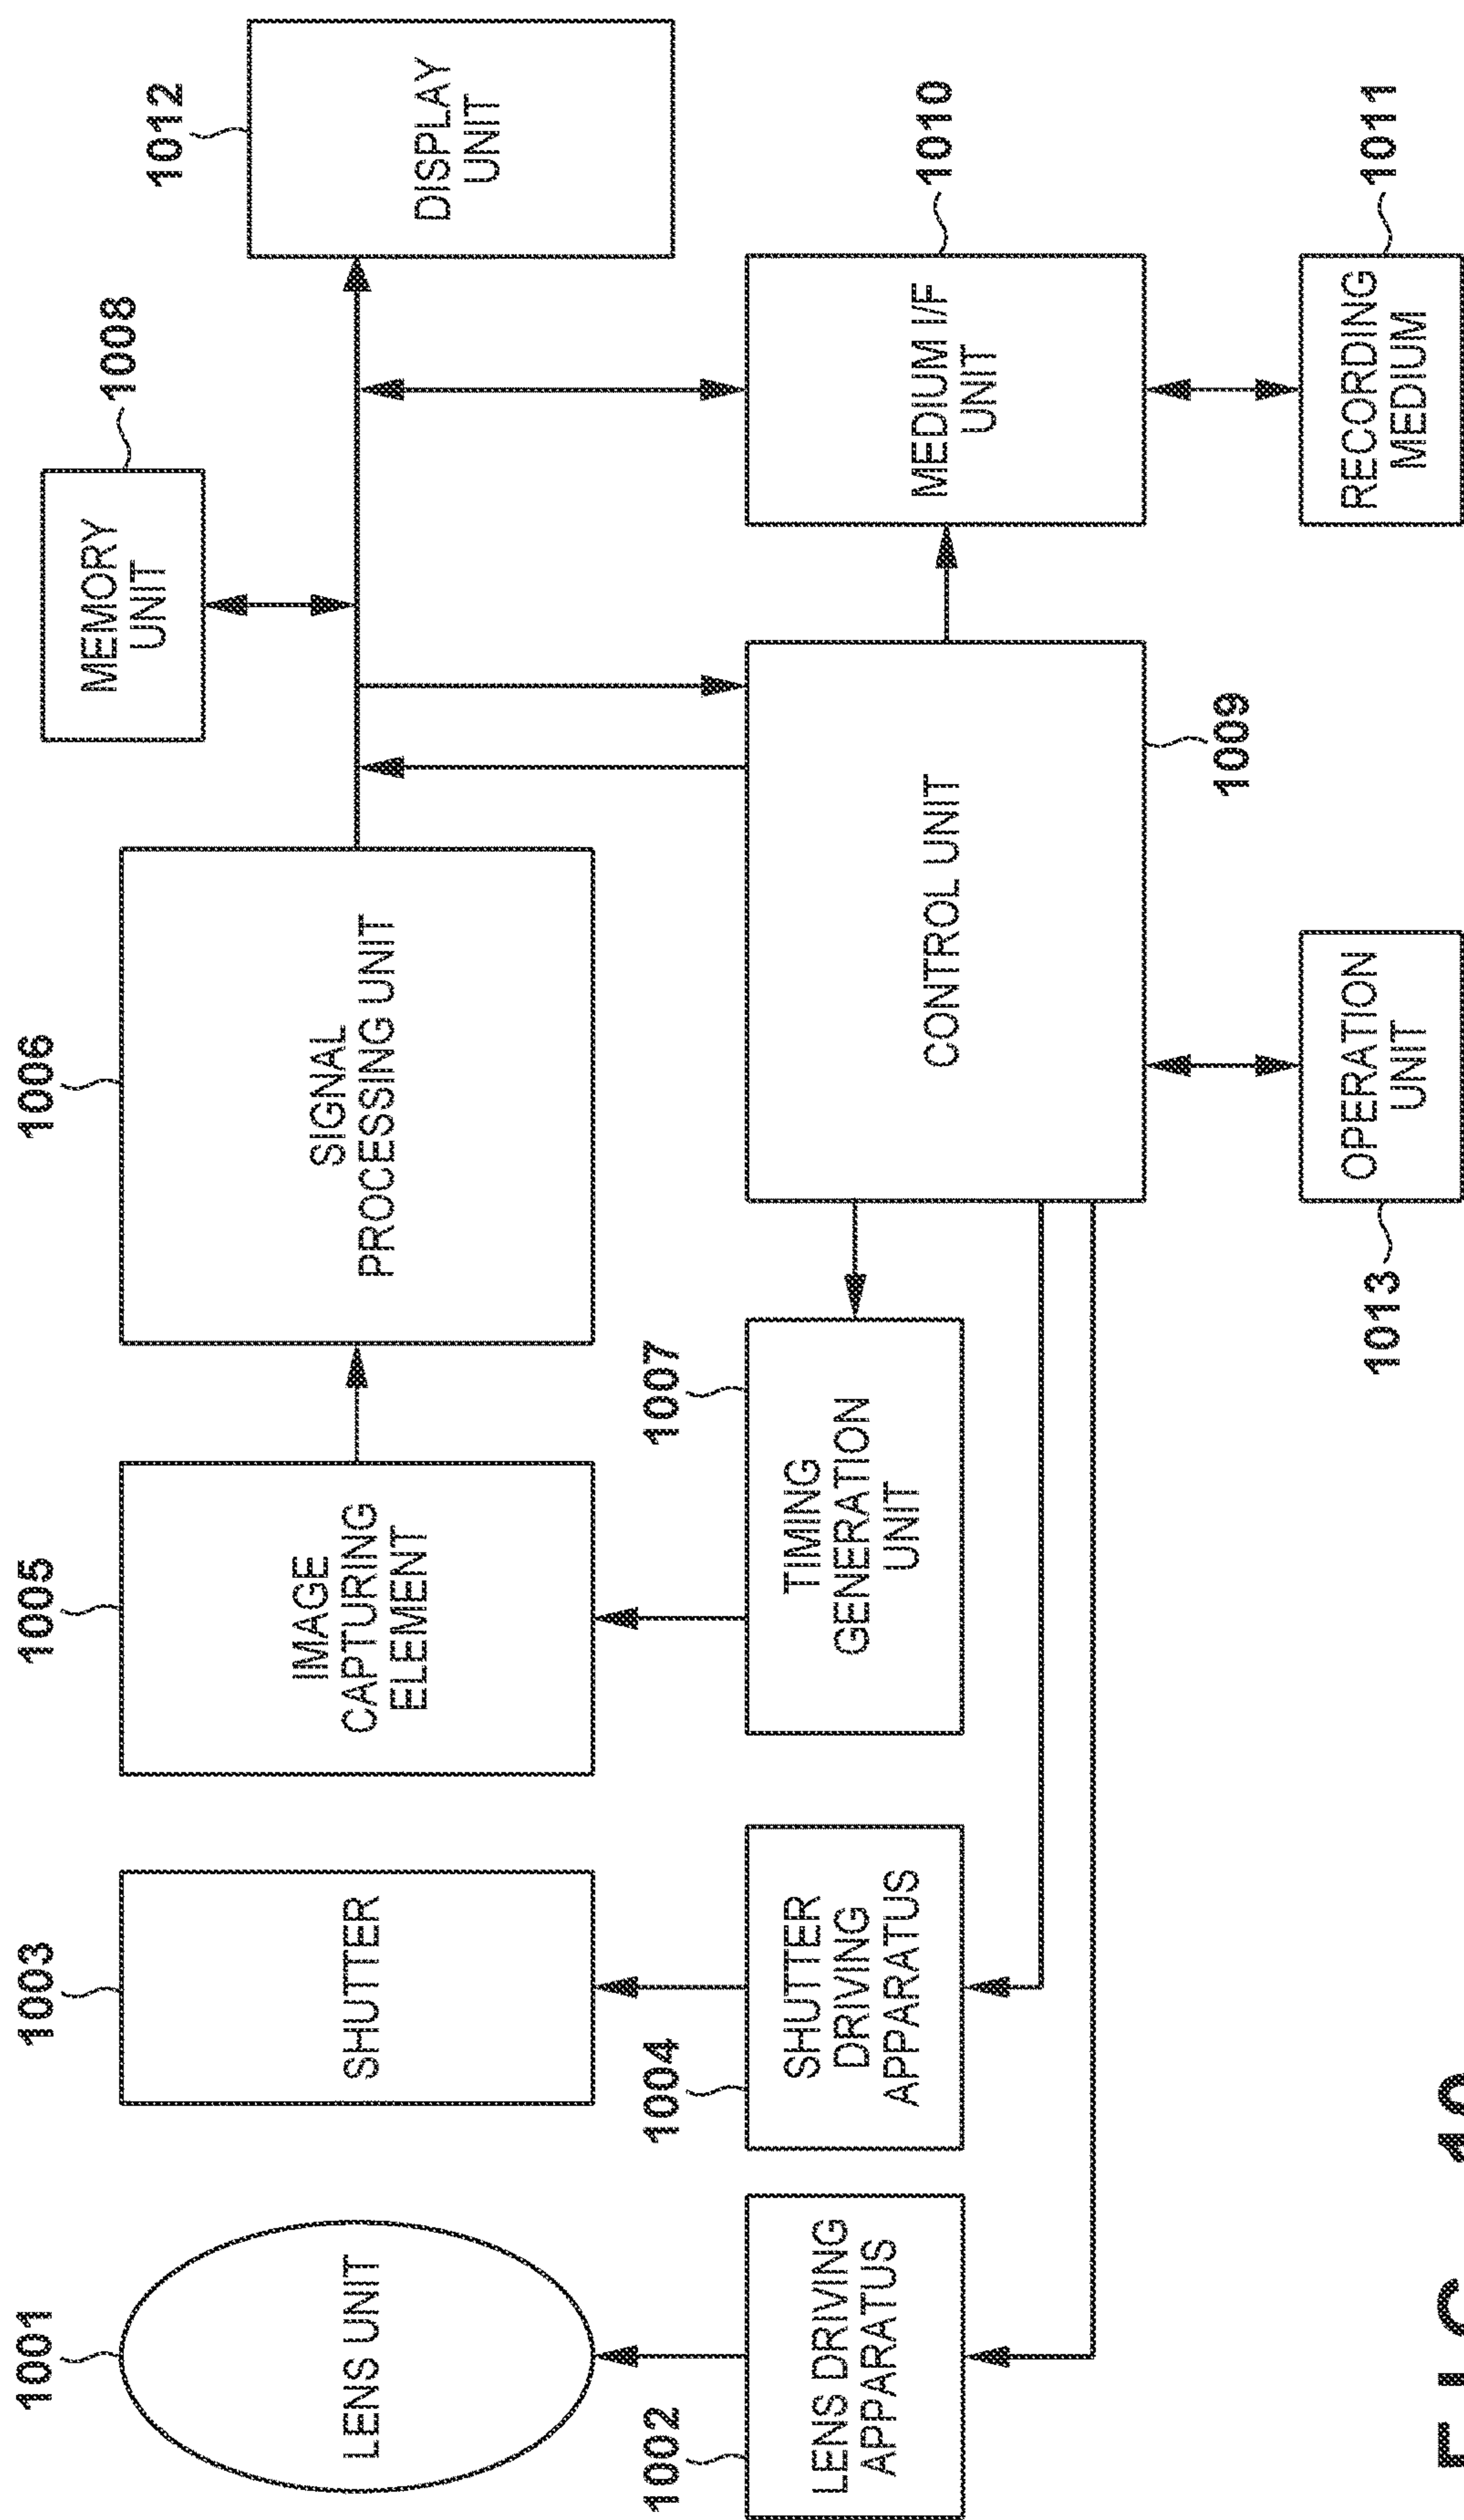 1001
LENS UNIT
1002
LENS DRIVING
APPARATUS
1003
SHUTTER
1004
SHUTTER
DRIVING
APPARATUS
1005
IMAGE
CAPTURING
ELEMENT
1007
TIMING
GENERATION
UNIT
1006
SIGNAL
PROCESSING UNIT
CONTROL UNIT
1009
1013
OPERATION
UNIT
1008
MEMORY
UNIT
1012
DISPLAY
UNIT
MEDIUM I/F
UNIT
1010
RECORDING
MEDIUM
1011